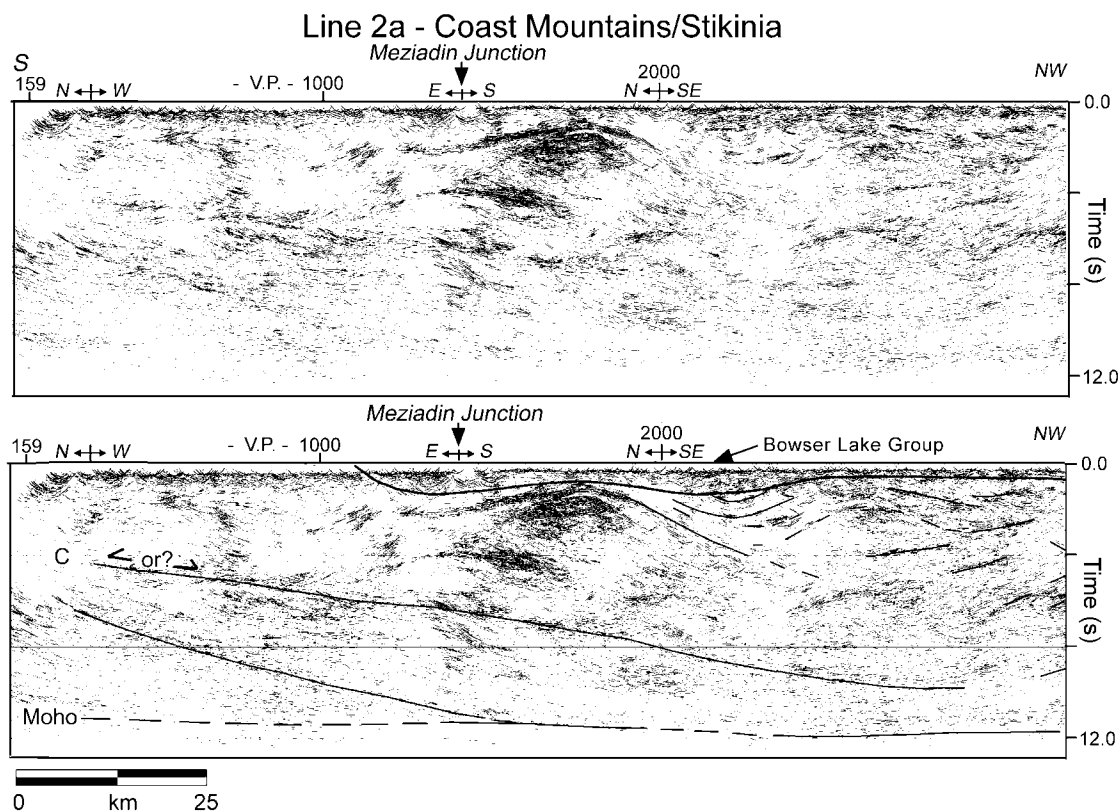 Line 2a - Coast Mountains/Stikinia
Meziadin Junction
S 2000 NW
159 N W - V.P. - 1000 E S N SE
0.0
Time (s)
12.0
Meziadin Junction
2000 Bowser Lake Group NW
159 N W - V.P. - 1000 E S N SE
0.0
C or?
Time (s)
Moho
12.0
0 km 25